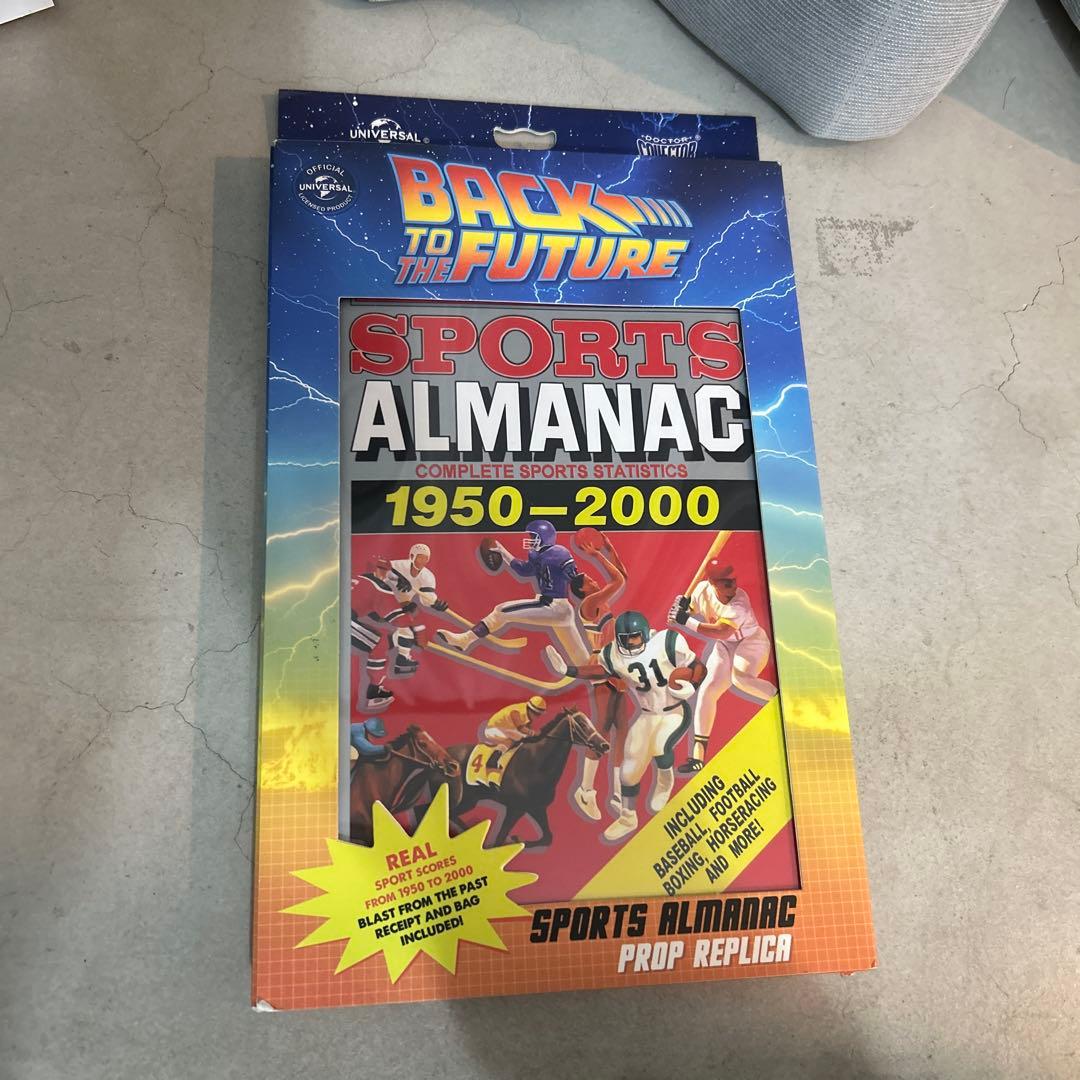 UNIVERSAL
"DOCTOR"
COLLECTOR
OFFICIAL
UNIVERSAL
LICENSED PRODUCT
BACK
TO
THE FUTURE
SPORTS
ALMANAC
COMPLETE SPORTS STATISTICS
1950—2000
31
4
INCLUDING
BASEBALL, FOOTBALL
BOXING, HORSERACING
AND MORE!
REAL
SPORT SCORES
FROM 1950 TO 2000
BLAST FROM THE PAST
RECEIPT AND BAG
INCLUDED!
SPORTS ALMANAC
PROP REPLICA